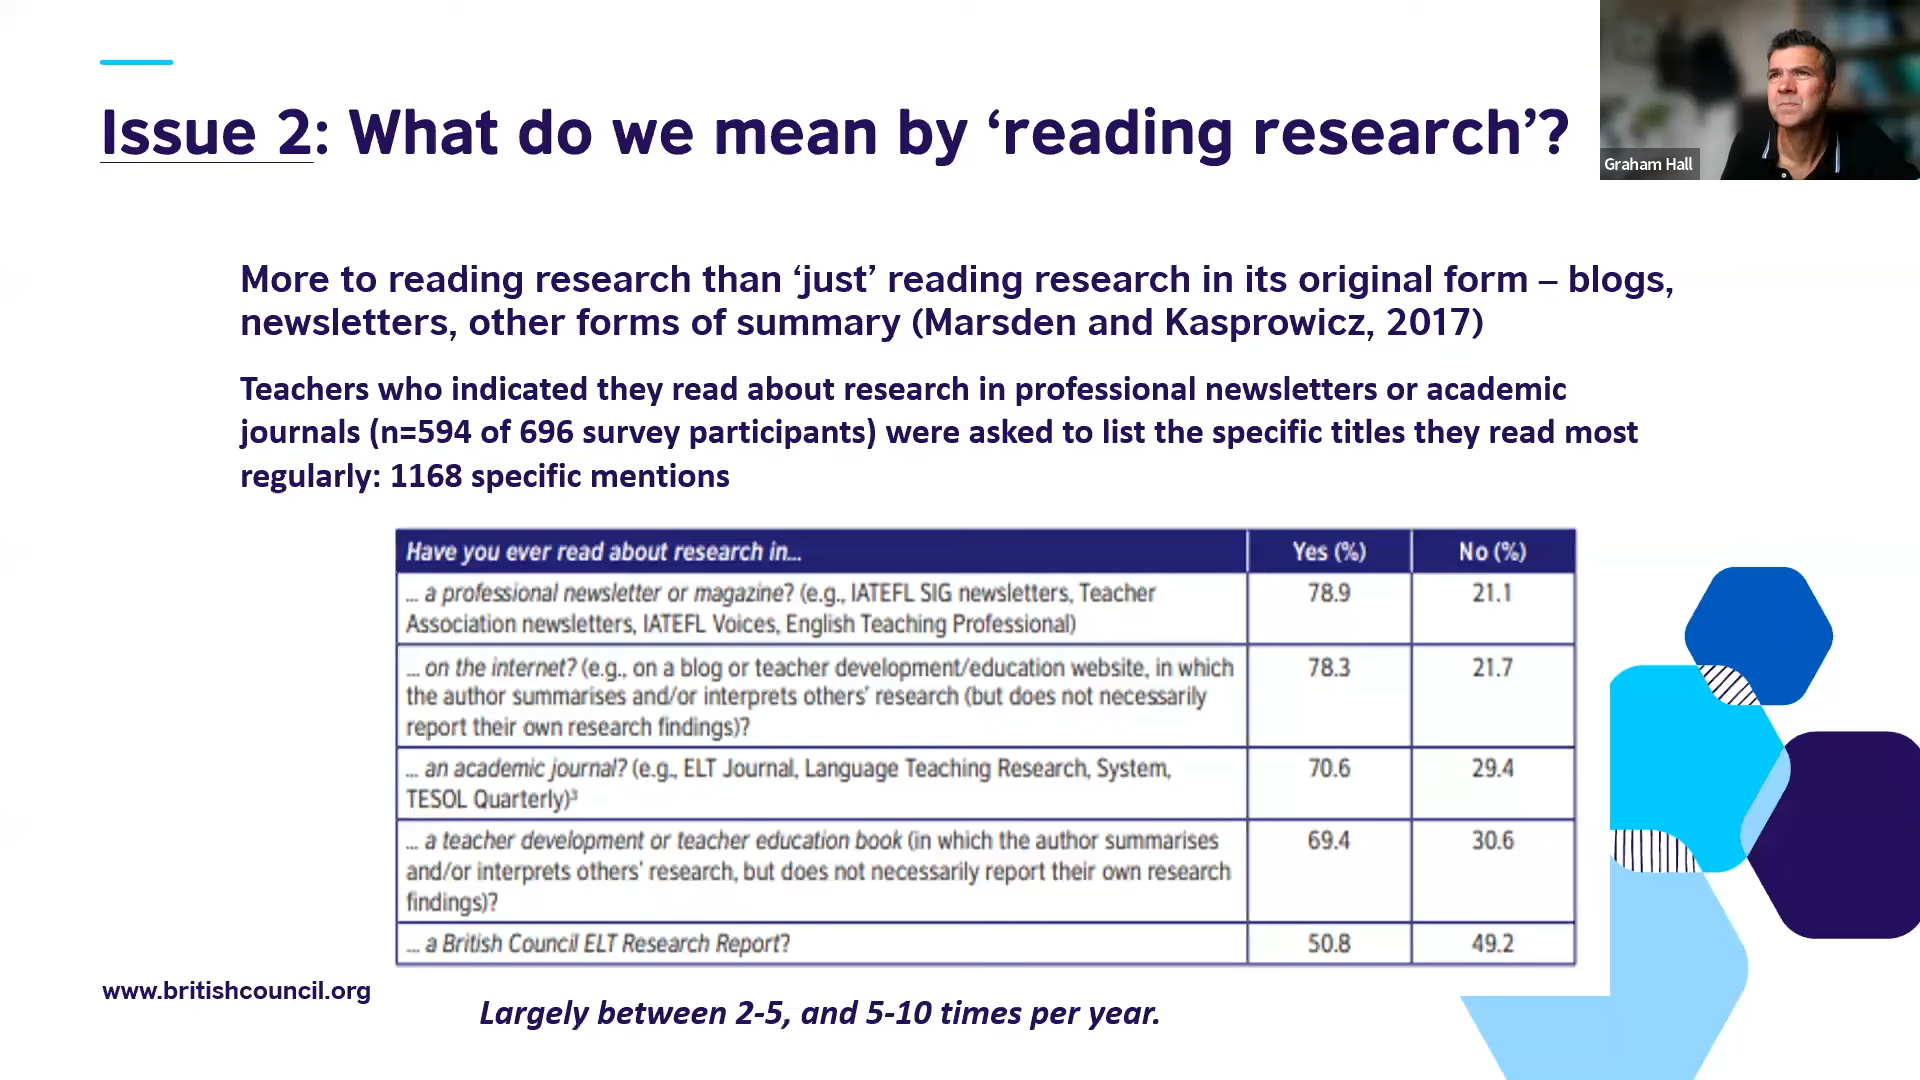 Issue 2: What do we mean by ‘reading research’?
Graham Hall
More to reading research than ‘just’ reading research in its original form – blogs,
newsletters, other forms of summary (Marsden and Kasprowicz, 2017)
Teachers who indicated they read about research in professional newsletters or academic
journals (n=594 of 696 survey participants) were asked to list the specific titles they read most
regularly: 1168 specific mentions
Have you ever read about research in... Yes (%) No (%)
... a professional newsletter or magazine? (e.g., IATEFL SIG newsletters, Teacher 78.9 21.1
Association newsletters, IATEFL Voices, English Teaching Professional)
... on the internet? (e.g., on a blog or teacher development/education website, in which 78.3 21.7
the author summarises and/or interprets others’ research (but does not necessarily
report their own research findings)?
... an academic journal? (e.g., ELT Journal, Language Teaching Research, System, 70.6 29.4
TESOL Quarterly)³
... a teacher development or teacher education book (in which the author summarises 69.4 30.6
and/or interprets others’ research, but does not necessarily report their own research
findings)?
... a British Council ELT Research Report? 50.8 49.2
www.britishcouncil.org
Largely between 2-5, and 5-10 times per year.